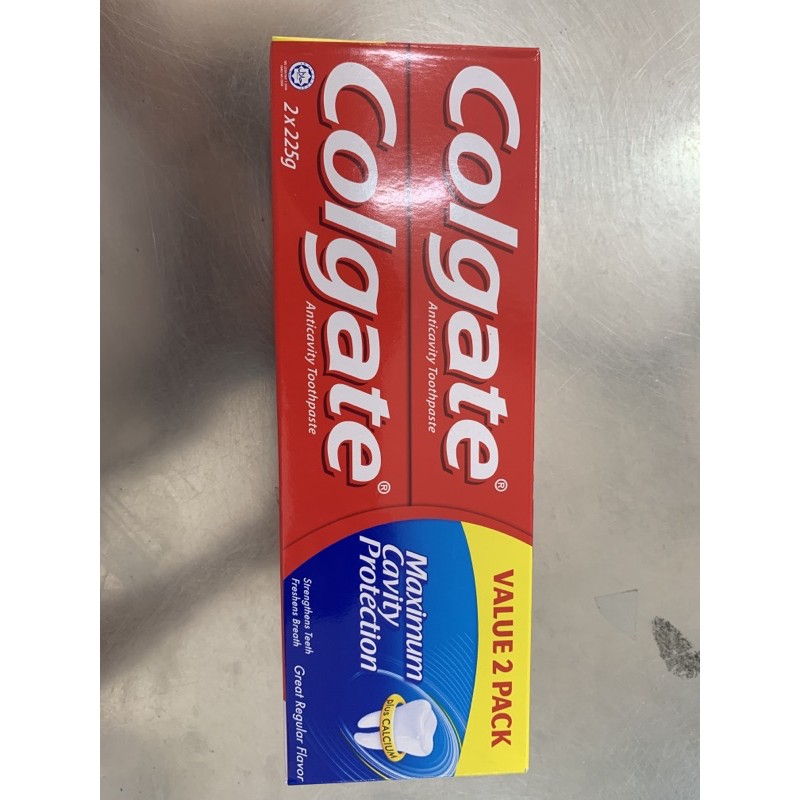 Colgate®
Anticavity Toothpaste
VALUE 2 PACK
Colgate®
Anticavity Toothpaste
2 x 225g
Maximum
Cavity
Protection
plus CALCIUM
Strengthens Teeth
Freshens Breath
Great Regular Flavor